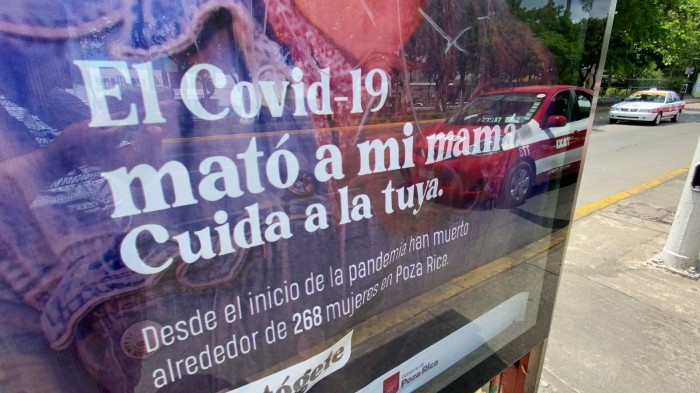 El Covid-19
mató a mi mamá.
Cuida a la tuya.
Desde el inicio de la pandemia han muerto
alrededor de 268 mujeres en Poza Rica.
Poza Rica